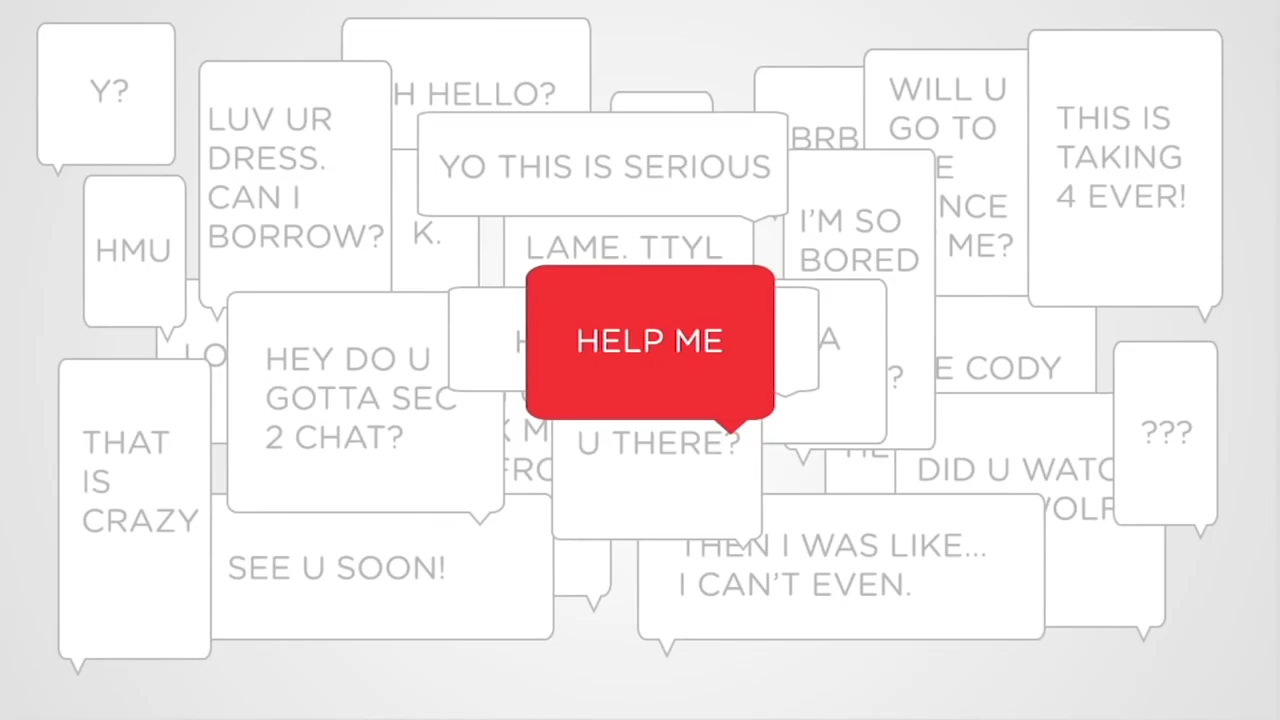 Y?
H HELLO?
LUV UR
DRESS.
CAN I
BORROW?
YO THIS IS SERIOUS
BRB
WILL U
GO TO
ME?
THIS IS
TAKING
4 EVER!
HMU
K.
LAME. TTYL
I'M SO
BORED
HELP ME
HEY DO U
GOTTA SEC
2 CHAT?
CODY
???
THAT
IS
CRAZY
U THERE?
DID U
SEE U SOON!
THEN I WAS LIKE...
I CAN'T EVEN.